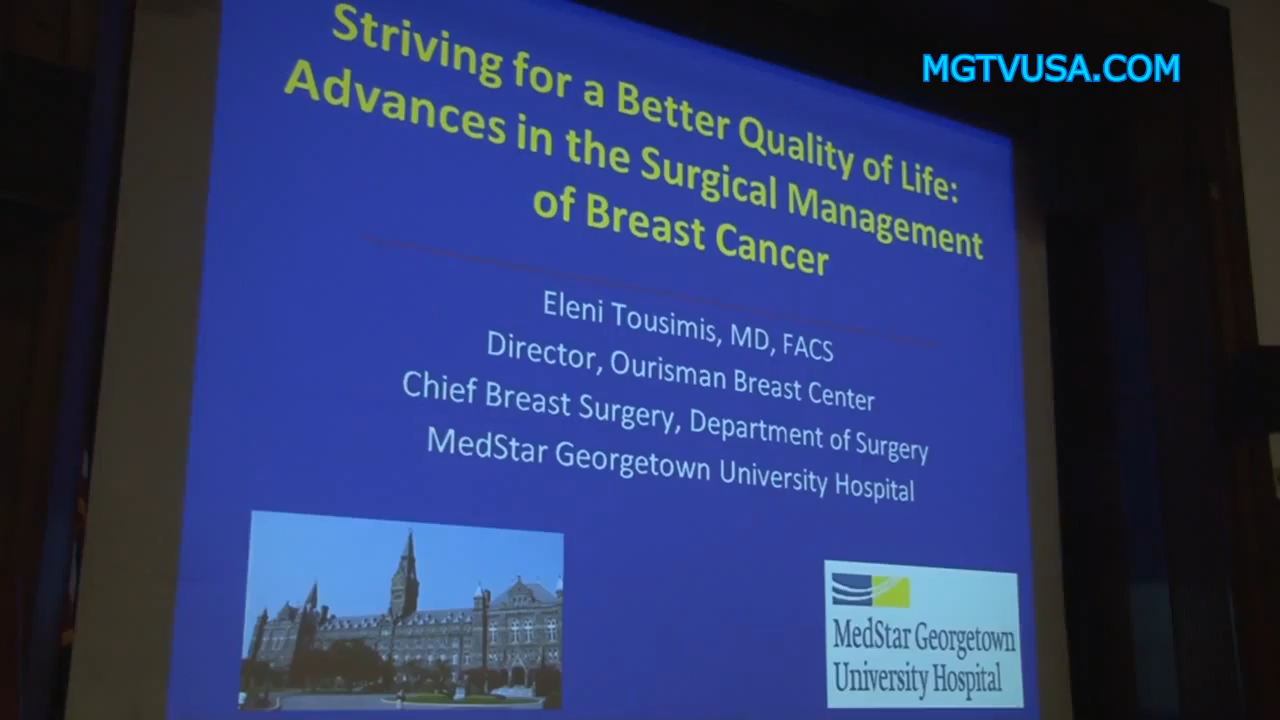 MGTVUSA.COM
Striving for a Better Quality of Life:
Advances in the Surgical Management
of Breast Cancer
Eleni Tousimis, MD, FACS
Director, Ourisman Breast Center
Chief Breast Surgery, Department of Surgery
MedStar Georgetown University Hospital
MedStar Georgetown
University Hospital